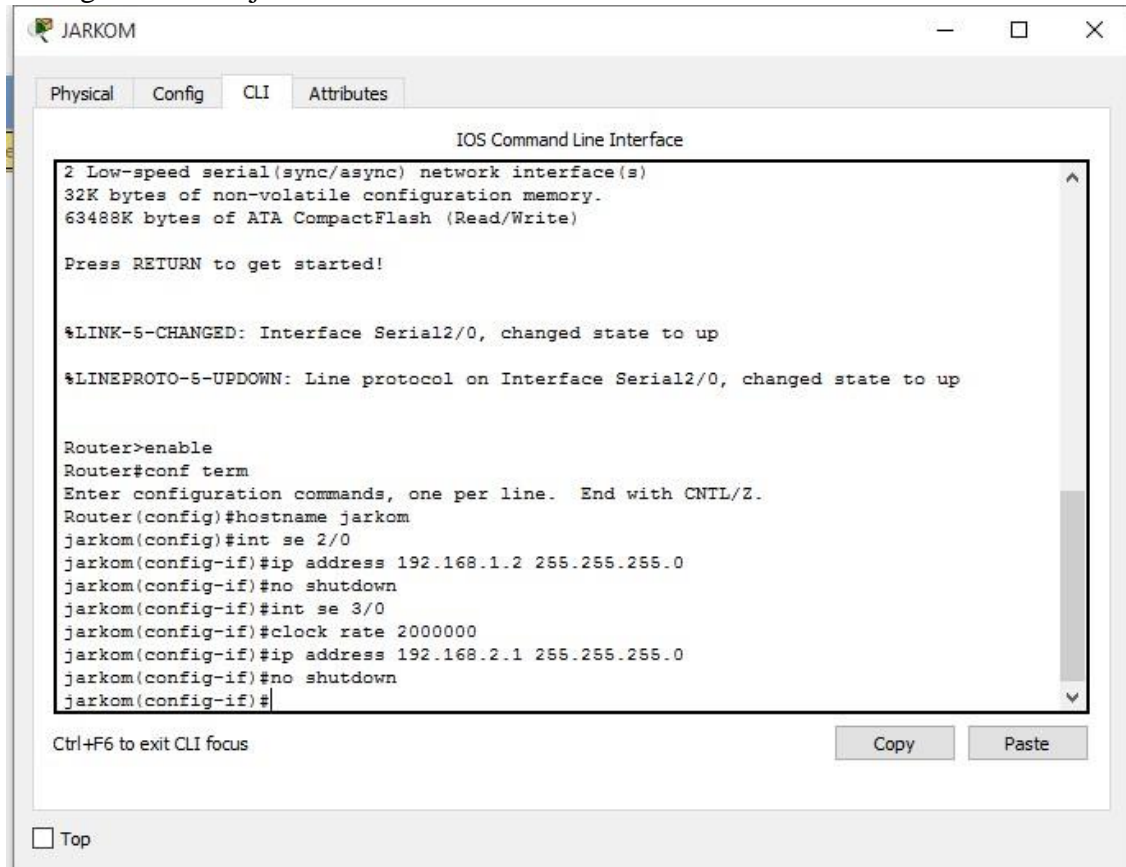 JARKOM
Physical Config CLI Attributes
IOS Command Line Interface
2 Low-speed serial(sync/async) network interface(s)
32K bytes of non-volatile configuration memory.
63488K bytes of ATA CompactFlash (Read/Write)
Press RETURN to get started!
%LINK-5-CHANGED: Interface Serial2/0, changed state to up
%LINEPROTO-5-UPDOWN: Line protocol on Interface Serial2/0, changed state to up
Router>enable
Router#conf term
Enter configuration commands, one per line.  End with CNTL/Z.
Router(config)#hostname jarkom
jarkom(config)#int se 2/0
jarkom(config-if)#ip address 192.168.1.2 255.255.255.0
jarkom(config-if)#no shutdown
jarkom(config-if)#int se 3/0
jarkom(config-if)#clock rate 2000000
jarkom(config-if)#ip address 192.168.2.1 255.255.255.0
jarkom(config-if)#no shutdown
jarkom(config-if)#
Ctrl+F6 to exit CLI focus
Copy Paste
Top